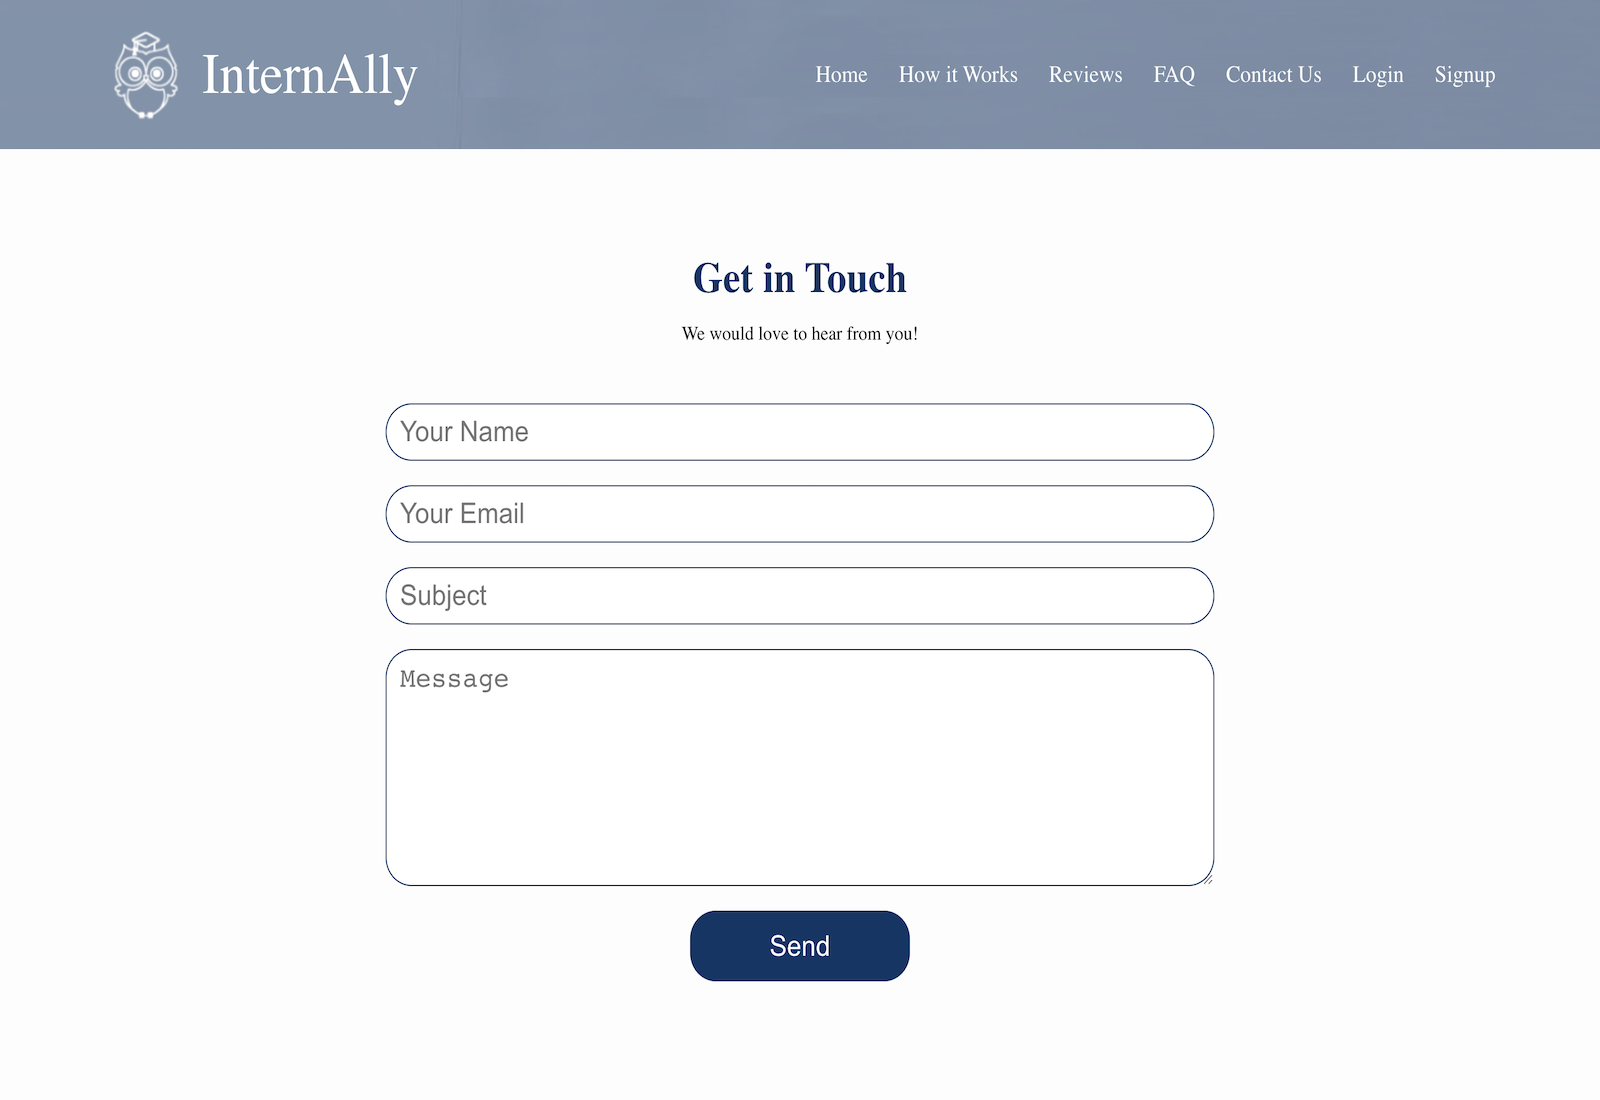 InternAlly
Home How it Works Reviews FAQ Contact Us Login Signup
Get in Touch
We would love to hear from you!
Your Name
Your Email
Subject
Message
Send